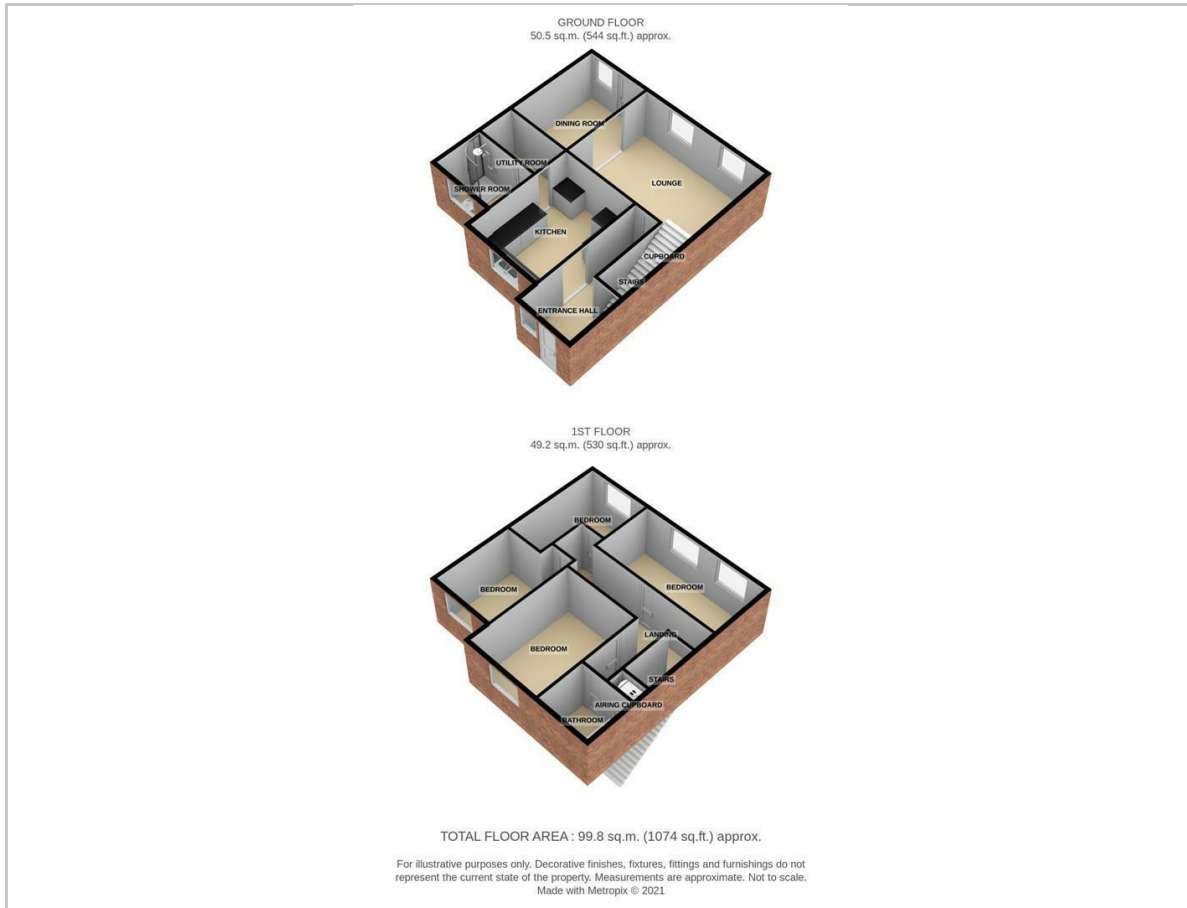 GROUND FLOOR
50.5 sq.m. (544 sq.ft.) approx.
DINING ROOM
UTILITY ROOM
SHOWER ROOM
LOUNGE
KITCHEN
CUPBOARD
STAIRS
ENTRANCE HALL
1ST FLOOR
49.2 sq.m. (530 sq.ft.) approx.
BEDROOM
BEDROOM
BEDROOM
LANDING
BEDROOM
STAIRS
AIRING CUPBOARD
BATHROOM
TOTAL FLOOR AREA : 99.8 sq.m. (1074 sq.ft.) approx.
For illustrative purposes only. Decorative finishes, fixtures, fittings and furnishings do not
represent the current state of the property. Measurements are approximate. Not to scale.
Made with Metropix © 2021